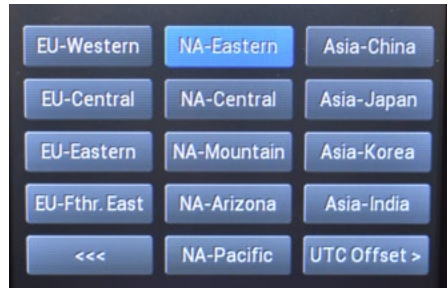 EU-Western NA-Eastern Asia-China
EU-Central NA-Central Asia-Japan
EU-Eastern NA-Mountain Asia-Korea
EU-Fthr. East NA-Arizona Asia-India
<<< NA-Pacific UTC Offset >